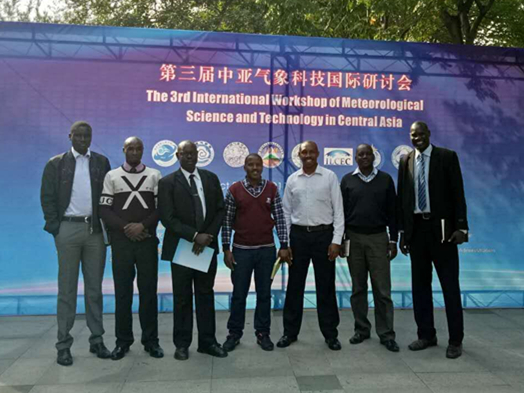 第三届中亚气象科技国际研讨会
The 3rd International Workshop of Meteorological
Science and Technology in Central Asia